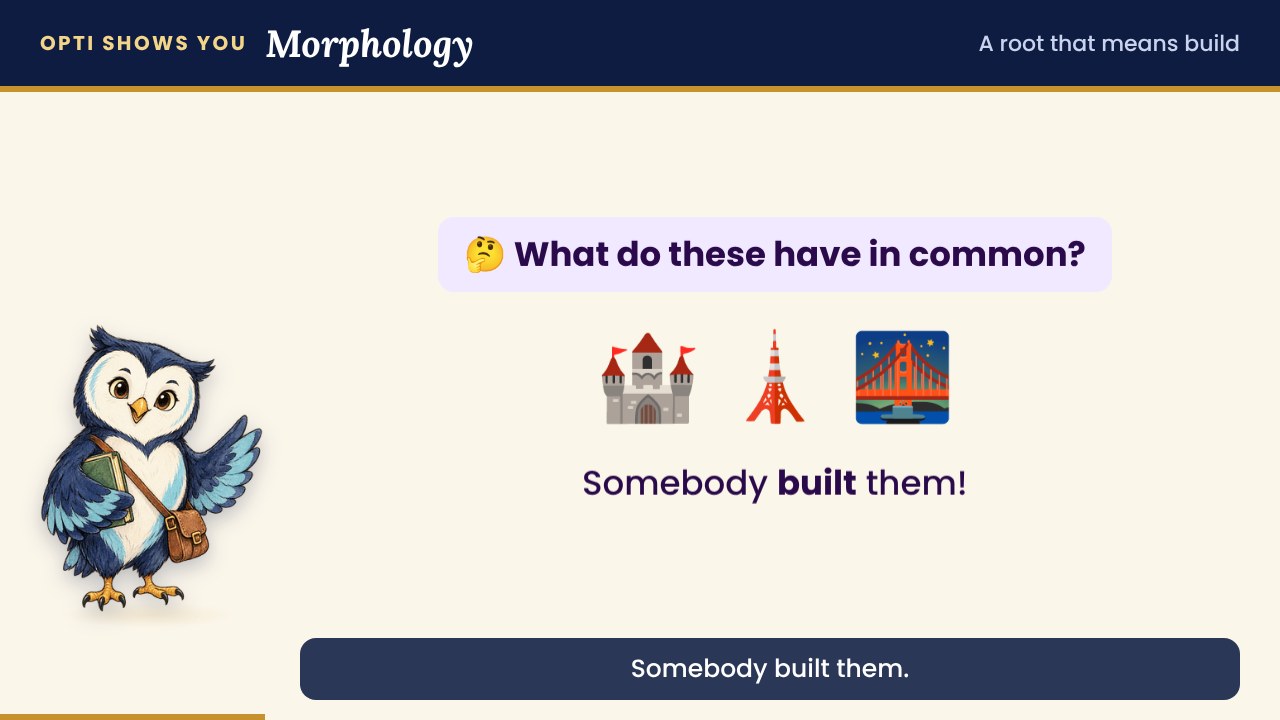 OPTI SHOWS YOU Morphology
A root that means build
🤔 What do these have in common?
Somebody built them!
Somebody built them.